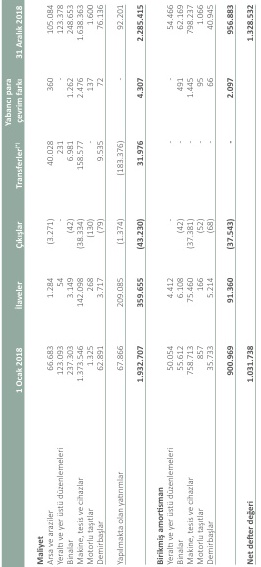 1 Ocak 2018 İlaveler Çıkışlar Transferler(*) Yabancı para çevrim farkı 31 Aralık 2018
Maliyet
Arsa ve araziler 66.683 1.284 (3.271) 40.028 360 105.084
Yeraltı ve yer üstü düzenlemeleri 123.093 54 - 231 - 123.378
Binalar 237.303 3.149 (42) 6.981 1.262 248.653
Makine, tesis ve cihazlar 1.373.546 142.098 (38.334) 158.577 2.476 1.638.363
Motorlu taşıtlar 1.325 268 (130) - 137 1.600
Demirbaşlar 62.891 3.717 (79) 9.535 72 76.136
Yapılmakta olan yatırımlar 67.866 209.085 (1.374) (183.376) - 92.201
1.932.707 359.655 (43.230) 31.976 4.307 2.285.415
Birikmiş amortisman
Yeraltı ve yer üstü düzenlemeleri 50.054 4.412 - - - 54.466
Binalar 55.612 6.108 (42) - 491 62.169
Makine, tesis ve cihazlar 758.713 75.460 (37.381) - 1.445 798.237
Motorlu taşıtlar 857 166 (52) - 95 1.066
Demirbaşlar 35.733 5.214 (68) - 66 40.945
900.969 91.360 (37.543) - 2.097 956.883
Net defter değeri 1.031.738 1.328.532